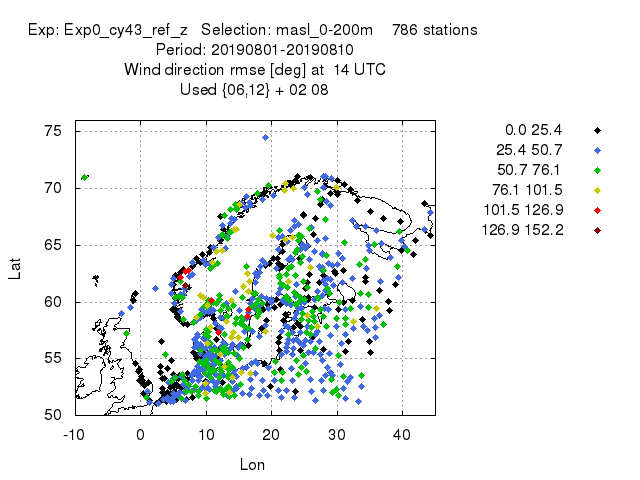 Exp: Exp0_cy43_ref_z   Selection: masl_0-200m    786 stations
Period: 20190801-20190810
Wind direction rmse [deg] at  14 UTC
Used {06,12} + 02 08
0.0 25.4
25.4 50.7
50.7 76.1
76.1 101.5
101.5 126.9
126.9 152.2
75
70
65
60
55
50
Lat
-10 0 10 20 30 40
Lon